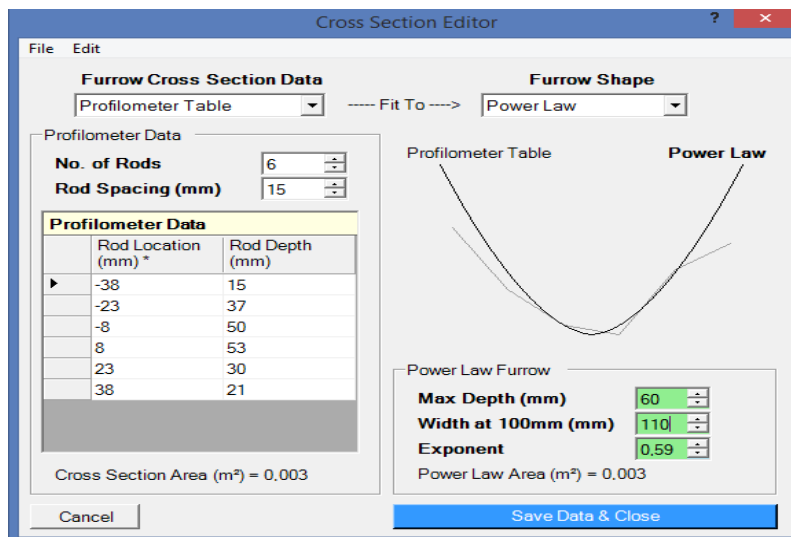 Cross Section Editor ? ×
File Edit
Furrow Cross Section Data
Furrow Shape
Profilometer Table
----- Fit To ---->
Power Law
Profilometer Data
No. of Rods 6
Rod Spacing (mm) 15
Profilometer Data
Rod Location (mm) * Rod Depth (mm)
-38 15
-23 37
-8 50
8 53
23 30
38 21
Cross Section Area (m²) = 0.003
Profilometer Table Power Law
Power Law Furrow
Max Depth (mm) 60
Width at 100mm (mm) 110
Exponent 0.59
Power Law Area (m²) = 0.003
Cancel
Save Data & Close